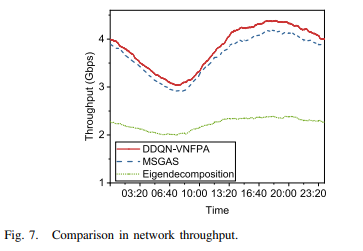 4
3
2
1
Throughput (Gbps)
DDQN-VNFPA
MSGAS
Eigendecomposition
03:20 06:40 10:00 13:20 16:40 20:00 23:20
Time
Fig. 7. Comparison in network throughput.